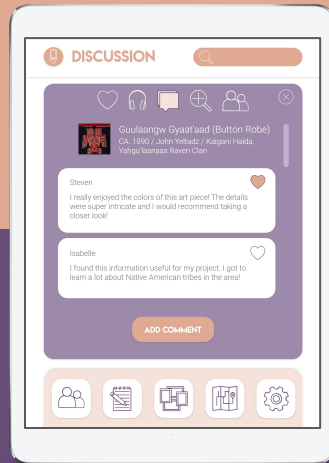 DISCUSSION
Guulaangw Gyaat'aad (Button Robe)
CA. 1890 / John Yeltadz / Kaigani Haida,
Yahgu'laanaas Raven Clan
Steven
I really enjoyed the colors of this art piece! The details
were super intricate and I would recommend taking a
closer look!
Isabelle
I found this information useful for my project. I got to
learn a lot about Native American tribes in the area!
ADD COMMENT